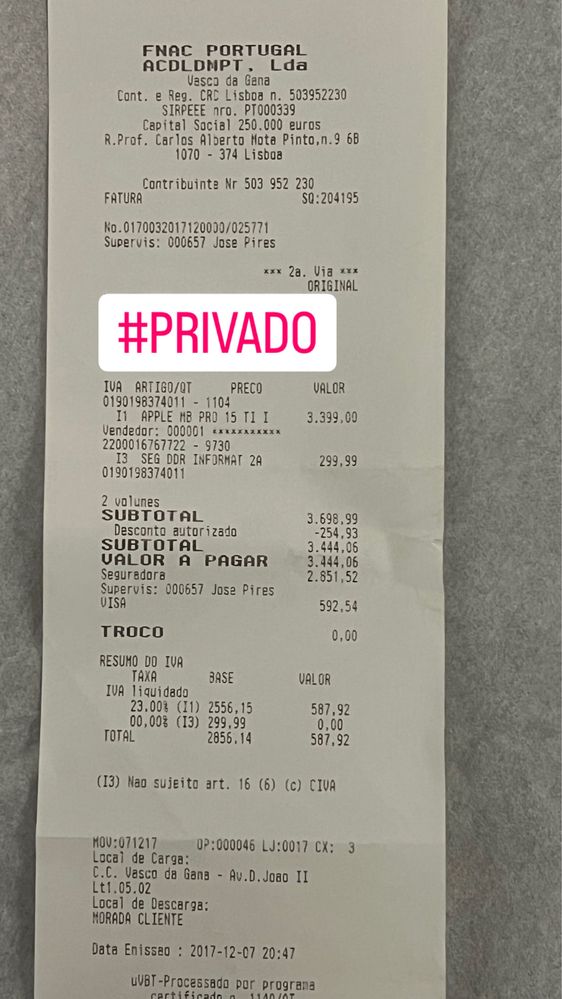 FNAC PORTUGAL
ACDLDMPT, Lda
Vasco da Gama
Cont. e Reg. CRC Lisboa n. 503952230
SIRPEEE nro. PT000339
Capital Social 250.000 euros
R.Prof. Carlos Alberto Mota Pinto,n.9 6B
1070 - 374 Lisboa
Contribuinte Nr 503 952 230
FATURA SQ:204195
No.0170032017120000/025771
Supervis: 000657 Jose Pires
*** 2a. Via ***
ORIGINAL
#PRIVADO
IVA ARTIGO/QT PRECO VALOR
0190198374011 - 1104
I1 APPLE MB PRO 15 TI I 3.399,00
Vendedor: 000001 ***********
2200016767722 - 9730
I3 SEG DDR INFORMAT 2A 299,99
0190198374011
2 volumes
SUBTOTAL 3.698,99
Desconto autorizado -254,93
SUBTOTAL 3.444,06
VALOR A PAGAR 3.444,06
Seguradora 2.851,52
Supervis: 000657 Jose Pires
VISA 592,54
TROCO 0,00
RESUMO DO IVA
TAXA BASE VALOR
IVA liquidado
23.00% (I1) 2556,15 587,92
00,00% (I3) 299,99 0,00
TOTAL 2856,14 587,92
(I3) Nao sujeito art. 16 (6) (c) CIVA
MOV:071217 OP:000046 LJ:0017 CX: 3
Local de Carga:
C.C. Vasco da Gama - Av.D.Joao II
Lt1.05.02
Local de Descarga:
MORADA CLIENTE
Data Emissao : 2017-12-07 20:47
uVBT-Processado por programa
certificado n.